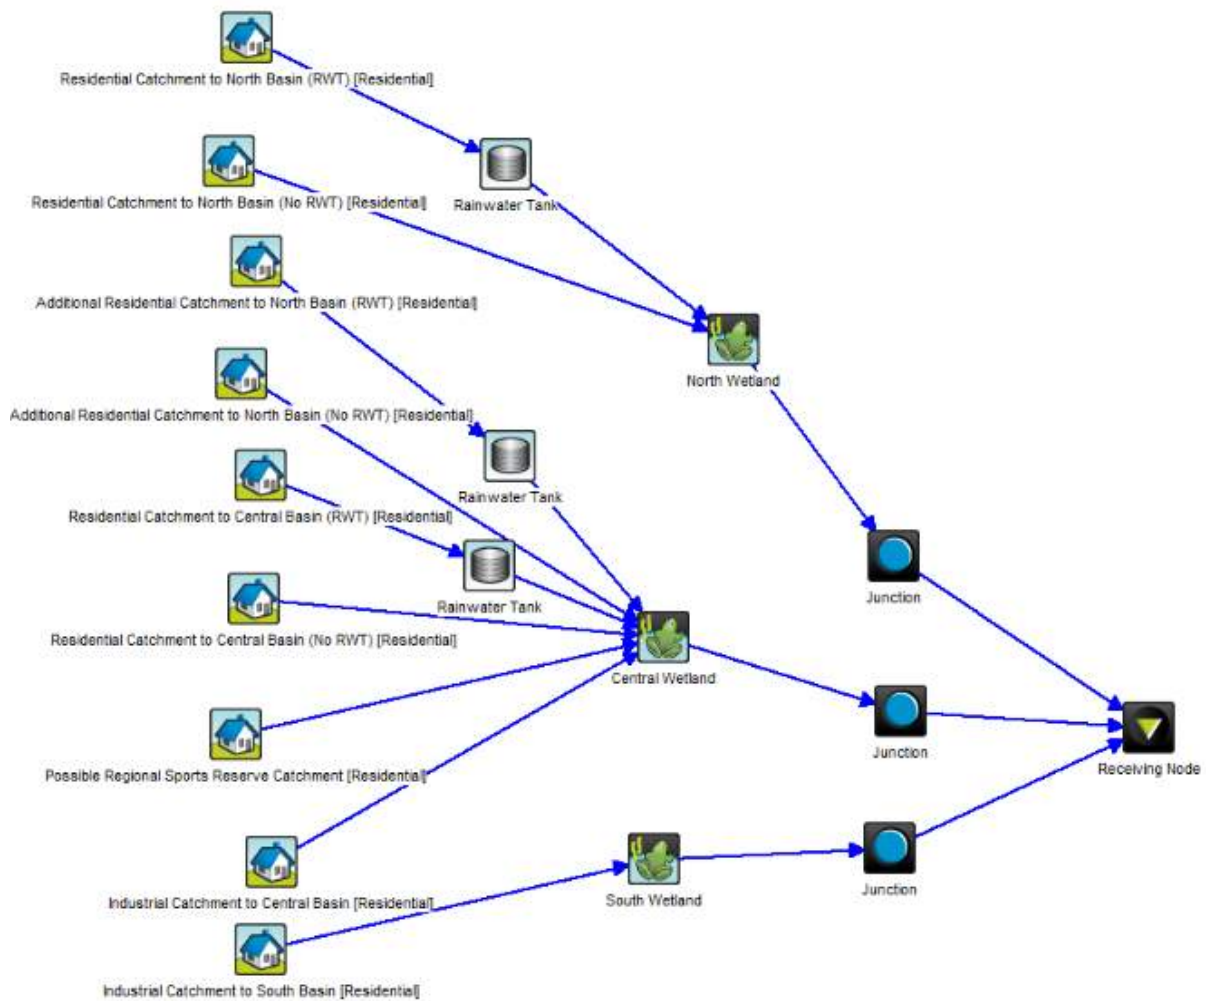 Residential Catchment to North Basin (RWT) [Residential]
Rainwater Tank
Residential Catchment to North Basin (No RWT) [Residential]
Additional Residential Catchment to North Basin (RWT) [Residential]
North Wetland
Additional Residential Catchment to North Basin (No RWT) [Residential]
Rainwater Tank
Residential Catchment to Central Basin (RWT) [Residential]
Rainwater Tank
Junction
Residential Catchment to Central Basin (No RWT) [Residential]
Central Wetland
Junction
Possible Regional Sports Reserve Catchment [Residential]
Receiving Node
Industrial Catchment to Central Basin [Residential]
South Wetland
Junction
Industrial Catchment to South Basin [Residential]